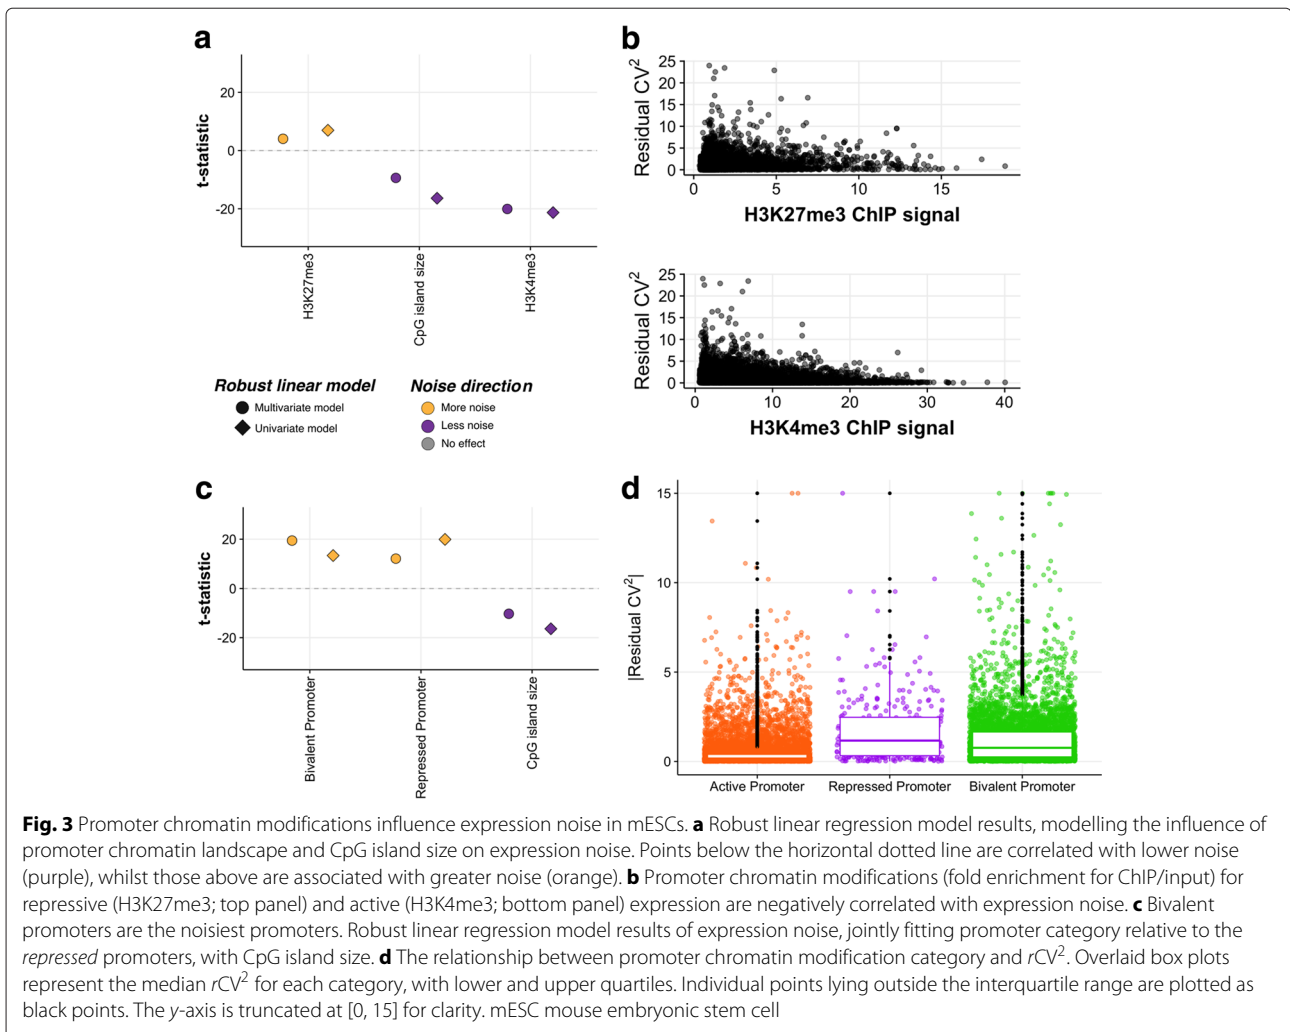 a
t-statistic
20
0
-20
H3K27me3
CpG island size
H3K4me3
Robust linear model
Multivariate model
Univariate model
Noise direction
More noise
Less noise
No effect
b
Residual CV²
25
20
15
10
5
0
0
5
10
15
H3K27me3 ChIP signal
Residual CV²
25
20
15
10
5
0
0
10
20
30
40
H3K4me3 ChIP signal
c
t-statistic
20
0
-20
Bivalent Promoter
Repressed Promoter
CpG island size
d
|Residual CV²|
15
10
5
0
Active Promoter
Repressed Promoter
Bivalent Promoter
Fig. 3 Promoter chromatin modifications influence expression noise in mESCs. a Robust linear regression model results, modelling the influence of
promoter chromatin landscape and CpG island size on expression noise. Points below the horizontal dotted line are correlated with lower noise
(purple), whilst those above are associated with greater noise (orange). b Promoter chromatin modifications (fold enrichment for ChIP/input) for
repressive (H3K27me3; top panel) and active (H3K4me3; bottom panel) expression are negatively correlated with expression noise. c Bivalent
promoters are the noisiest promoters. Robust linear regression model results of expression noise, jointly fitting promoter category relative to the
repressed promoters, with CpG island size. d The relationship between promoter chromatin modification category and rCV². Overlaid box plots
represent the median rCV² for each category, with lower and upper quartiles. Individual points lying outside the interquartile range are plotted as
black points. The y-axis is truncated at [0, 15] for clarity. mESC mouse embryonic stem cell